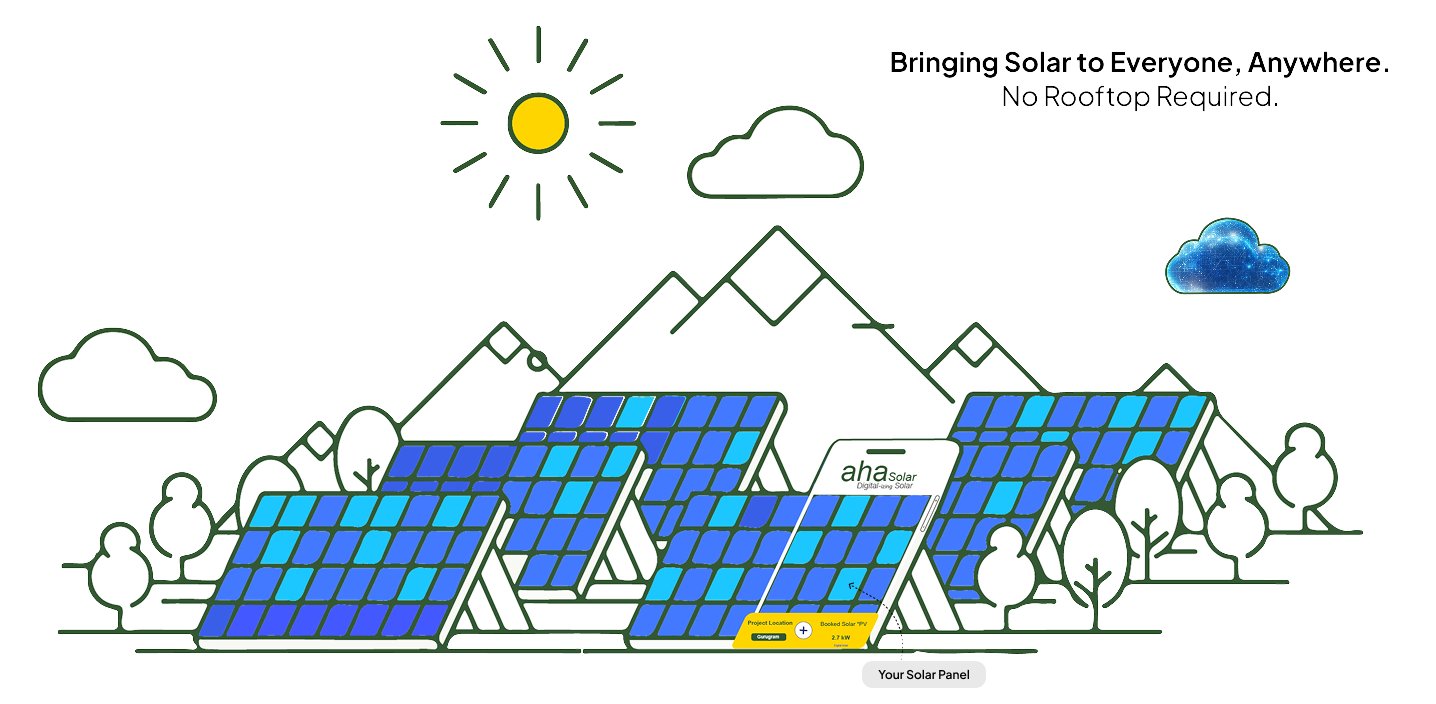 Bringing Solar to Everyone, Anywhere.
No Rooftop Required.
aha Solar
Digital-izing Solar
Project Location
Gurugram
+
Booked Solar *PV
2.7 kW
Your Solar Panel